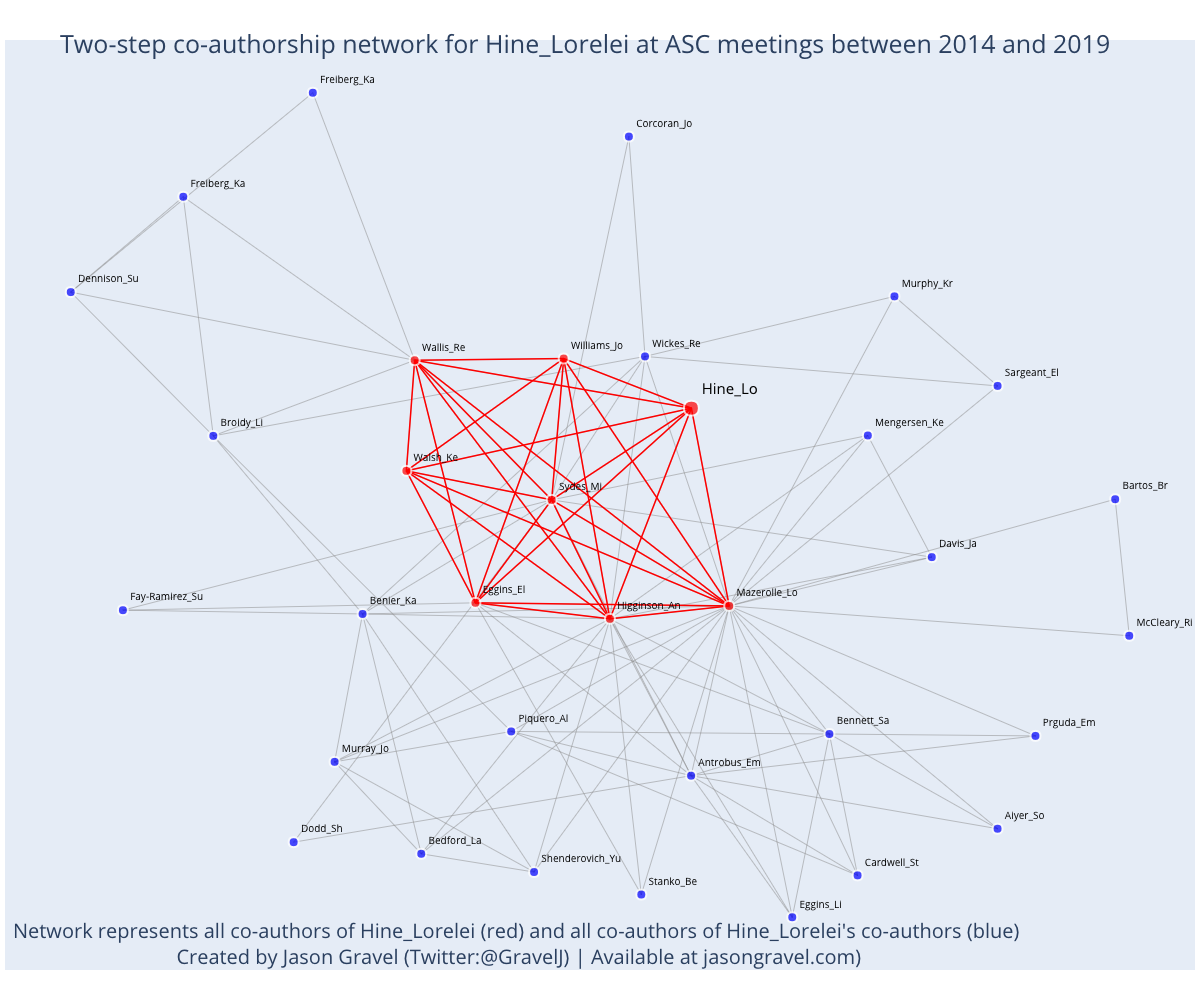 Two-step co-authorship network for Hine_Lorelei at ASC meetings between 2014 and 2019
Freiberg_Ka
Corcoran_Jo
Freiberg_Ka
Dennison_Su
Murphy_Kr
Wallis_Re
Williams_Jo
Wickes_Re
Sargeant_El
Hine_Lo
Broidy_Li
Mengersen_Ke
Walsh_Ke
Sydes_Mi
Bartos_Br
Davis_Ja
Fay-Ramirez_Su
Benier_Ka
Eggins_El
Higginson_An
Mazerolle_Lo
McCleary_Ri
Piquero_Al
Bennett_Sa
Prguda_Em
Murray_Jo
Antrobus_Em
Dodd_Sh
Bedford_La
Aiyer_So
Shenderovich_Yu
Cardwell_St
Stanko_Be
Eggins_Li
Network represents all co-authors of Hine_Lorelei (red) and all co-authors of Hine_Lorelei's co-authors (blue)
Created by Jason Gravel (Twitter:@GravelJ) | Available at jasongravel.com)